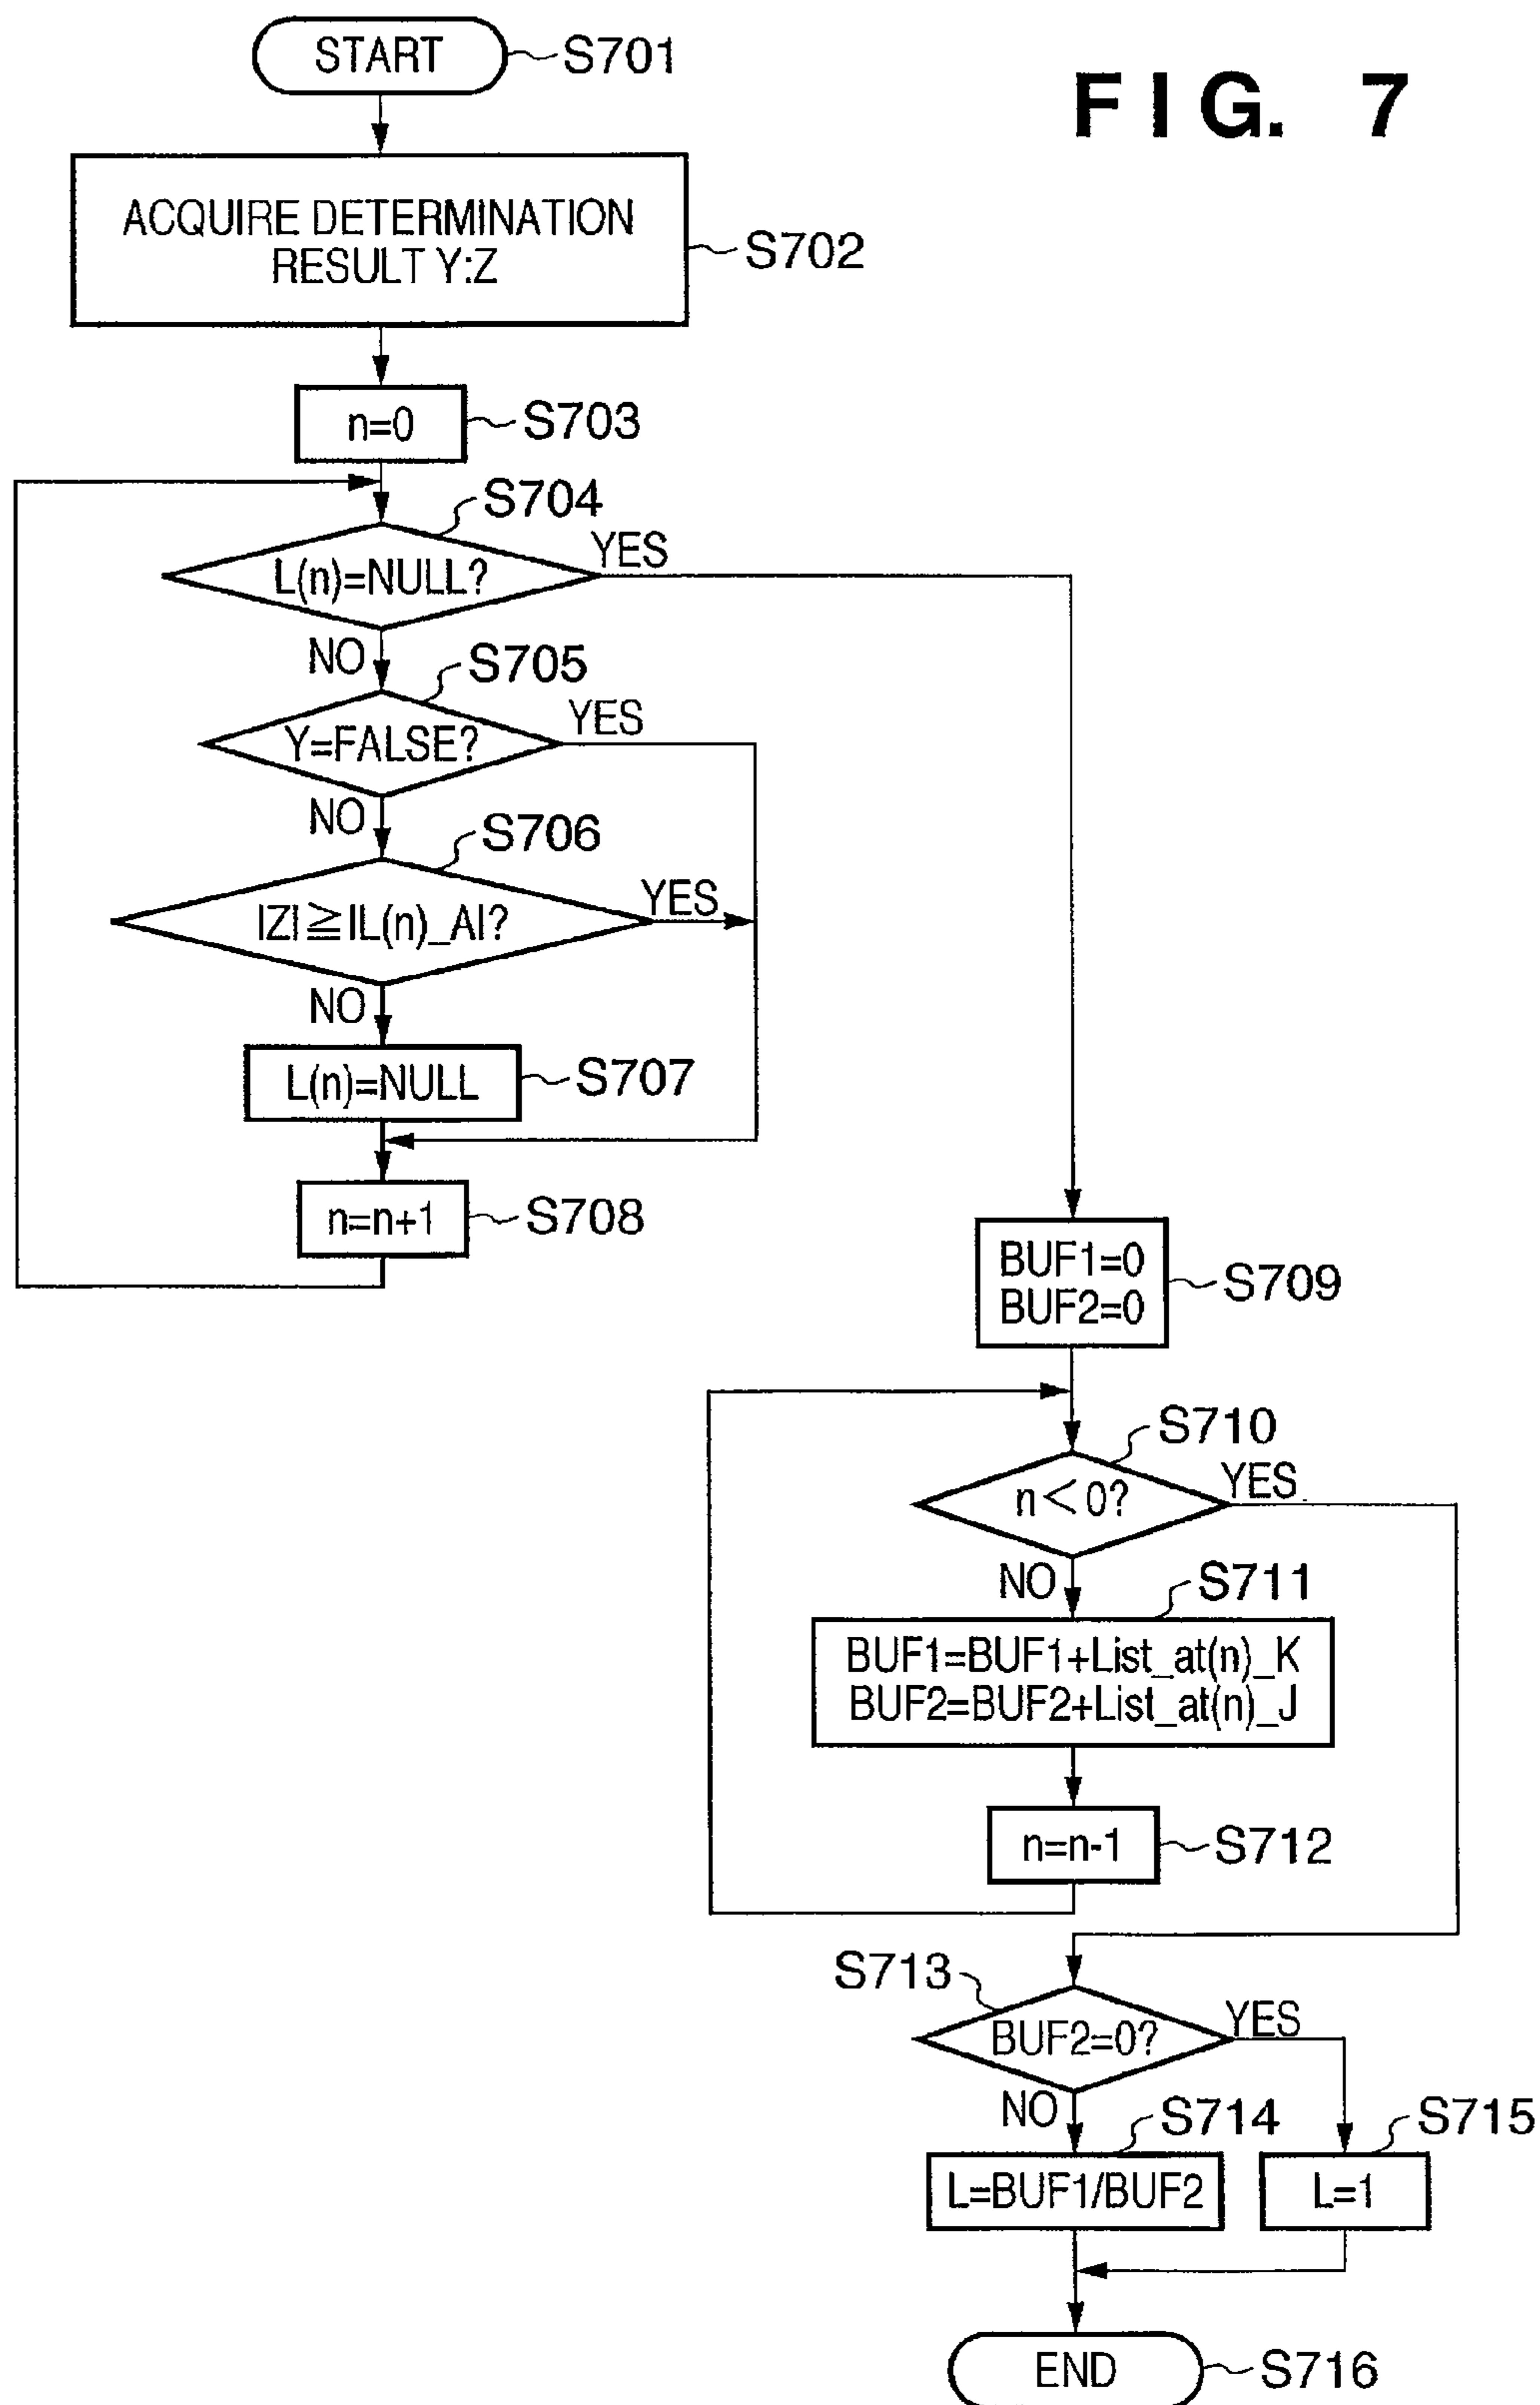 FIG. 7
START
S701
ACQUIRE DETERMINATION
RESULT Y:Z
S702
n=0
S703
S704
L(n)=NULL?
YES
NO
S705
Y=FALSE?
YES
NO
S706
|Z|≧|L(n)_A|?
YES
NO
L(n)=NULL
S707
n=n+1
S708
BUF1=0
BUF2=0
S709
S710
n<0?
YES
NO
S711
BUF1=BUF1+List_at(n)_K
BUF2=BUF2+List_at(n)_J
n=n-1
S712
S713
BUF2=0?
YES
NO
S714
L=BUF1/BUF2
S715
L=1
END
S716